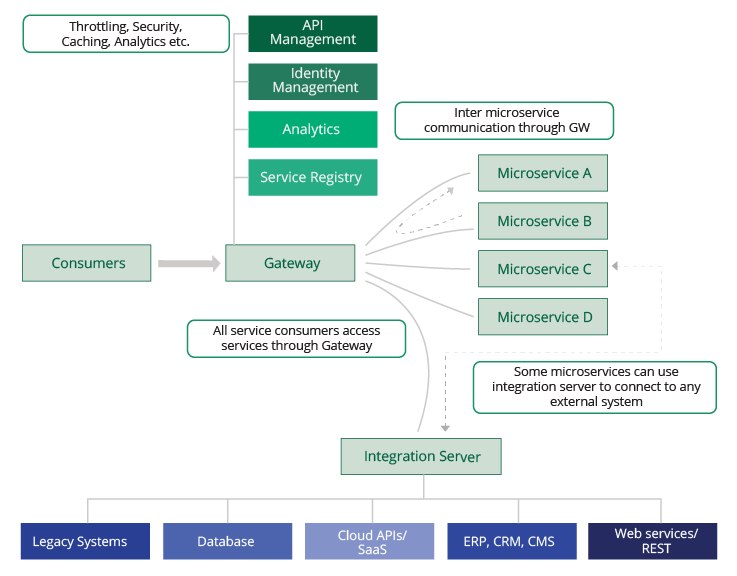 Throttling, Security,
Caching, Analytics etc.
API
Management
Identity
Management
Analytics
Service Registry
Inter microservice
communication through GW
Microservice A
Microservice B
Microservice C
Microservice D
Consumers
Gateway
All service consumers access
services through Gateway
Some microservices can use
integration server to connect to any
external system
Integration Server
Legacy Systems
Database
Cloud APIs/
SaaS
ERP, CRM, CMS
Web services/
REST